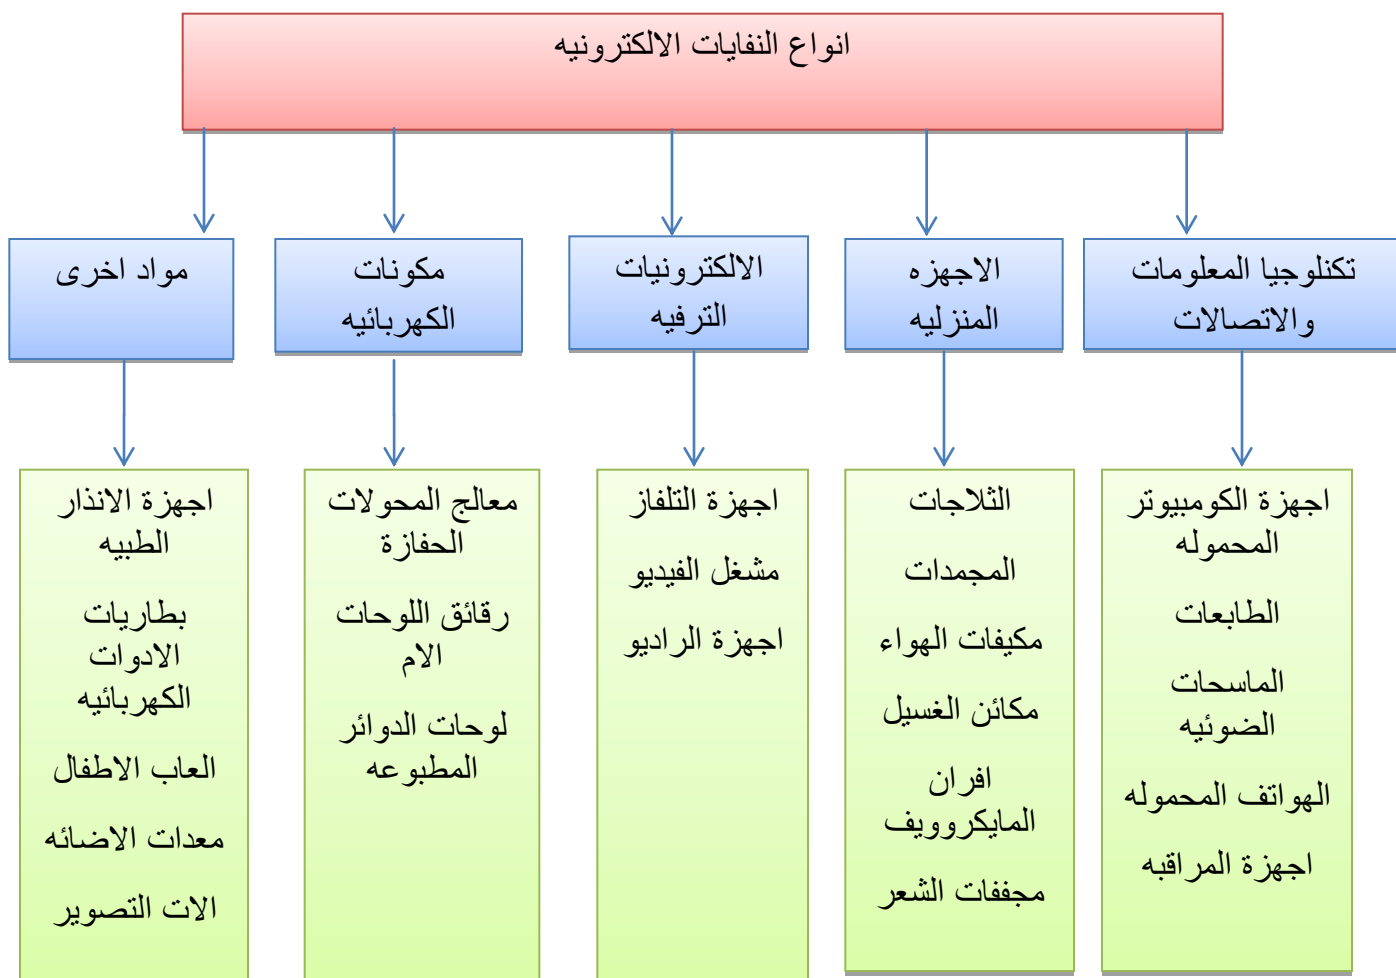 انواع النفايات الالكترونيه
تكنلوجيا المعلومات
والاتصالات
الاجهزه
المنزليه
الالكترونيات
الترفيه
مكونات
الكهربائيه
مواد اخرى
اجهزة الكومبيوتر
المحموله
الطابعات
الماسحات
الضوئيه
الهواتف المحموله
اجهزة المراقبه
الثلاجات
المجمدات
مكيفات الهواء
مكائن الغسيل
افران
المايكروويف
مجففات الشعر
اجهزة التلفاز
مشغل الفيديو
اجهزة الراديو
معالج المحولات
الحفازة
رقائق اللوحات
الام
لوحات الدوائر
المطبوعه
اجهزة الانذار
الطبيه
بطاريات
الادوات
الكهربائيه
العاب الاطفال
معدات الاضائه
الات التصوير